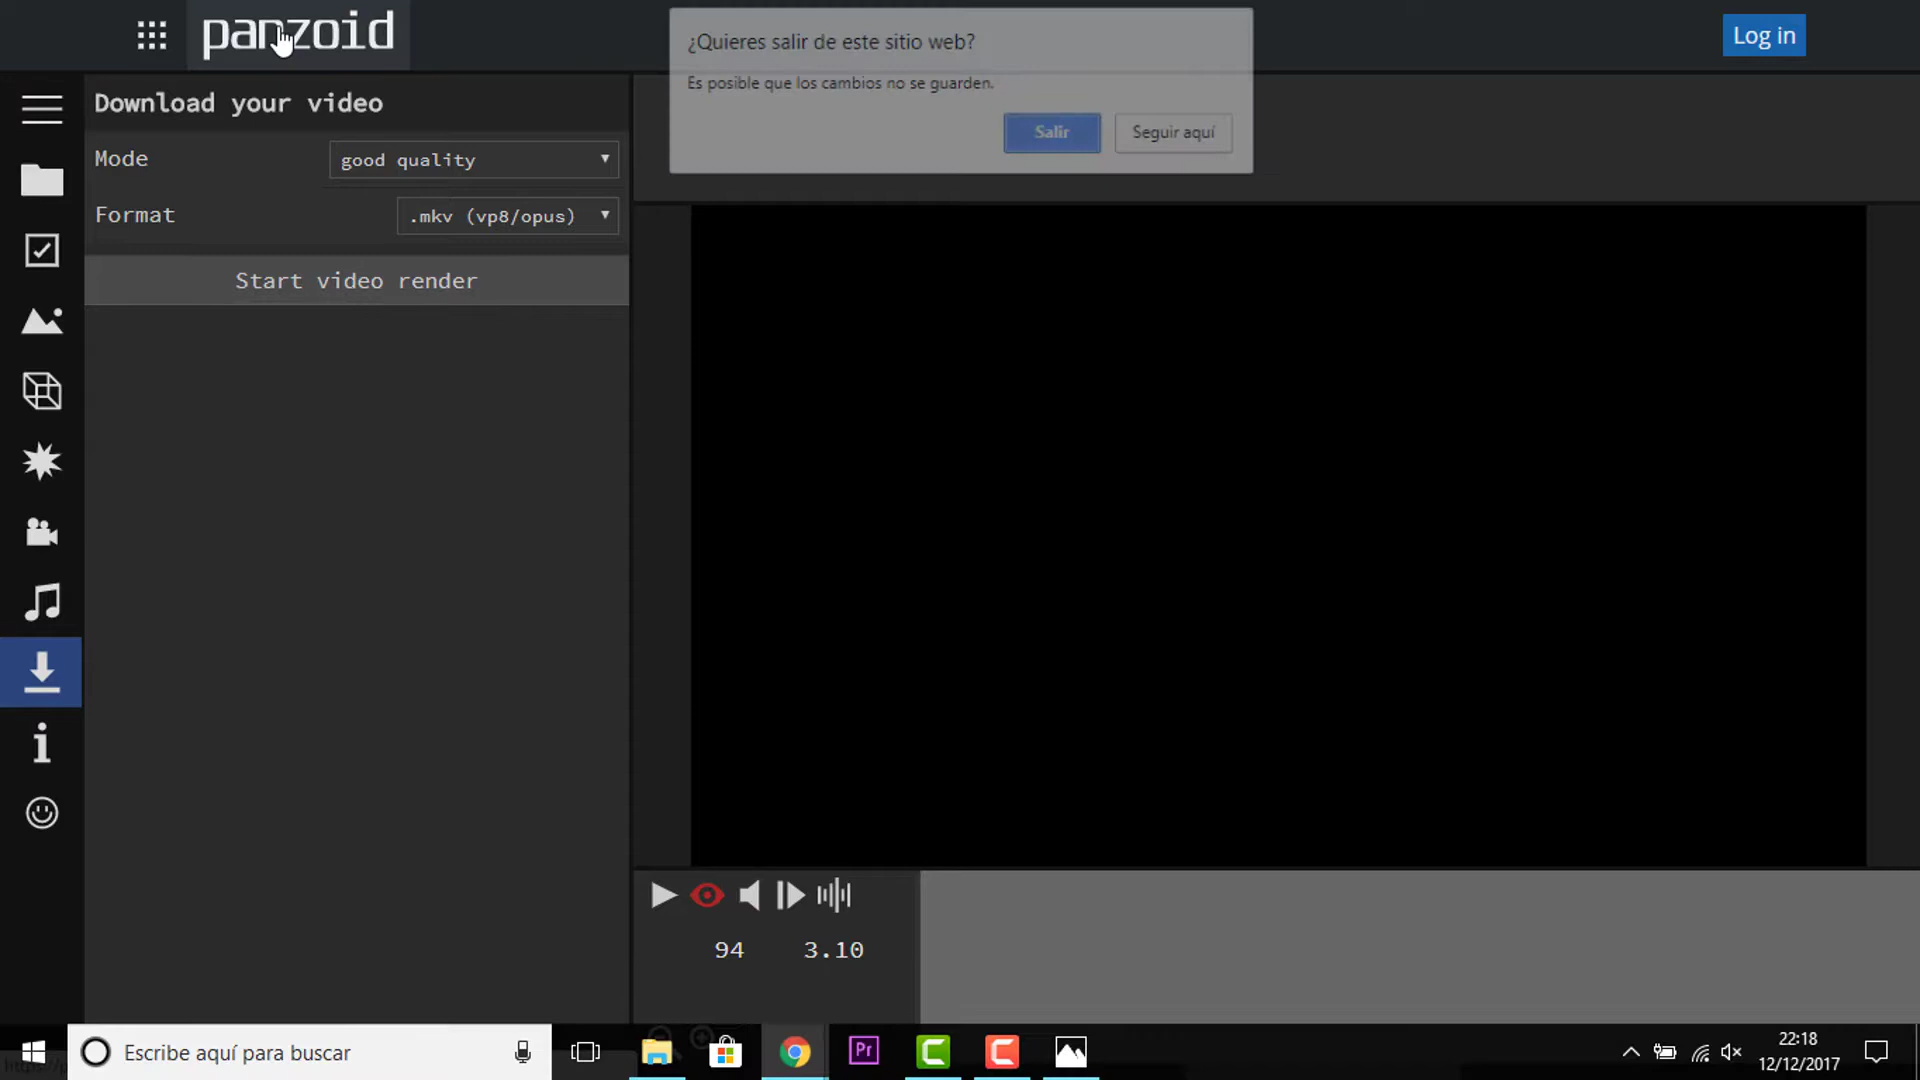 panzoid
¿Quieres salir de este sitio web?
Es posible que los cambios no se guarden.
Salir
Seguir aquí
Log in
Download your video
Mode
good quality
Format
.mkv (vp8/opus)
Start video render
94
3.10
Escribe aquí para buscar
Pr
22:18
12/12/2017